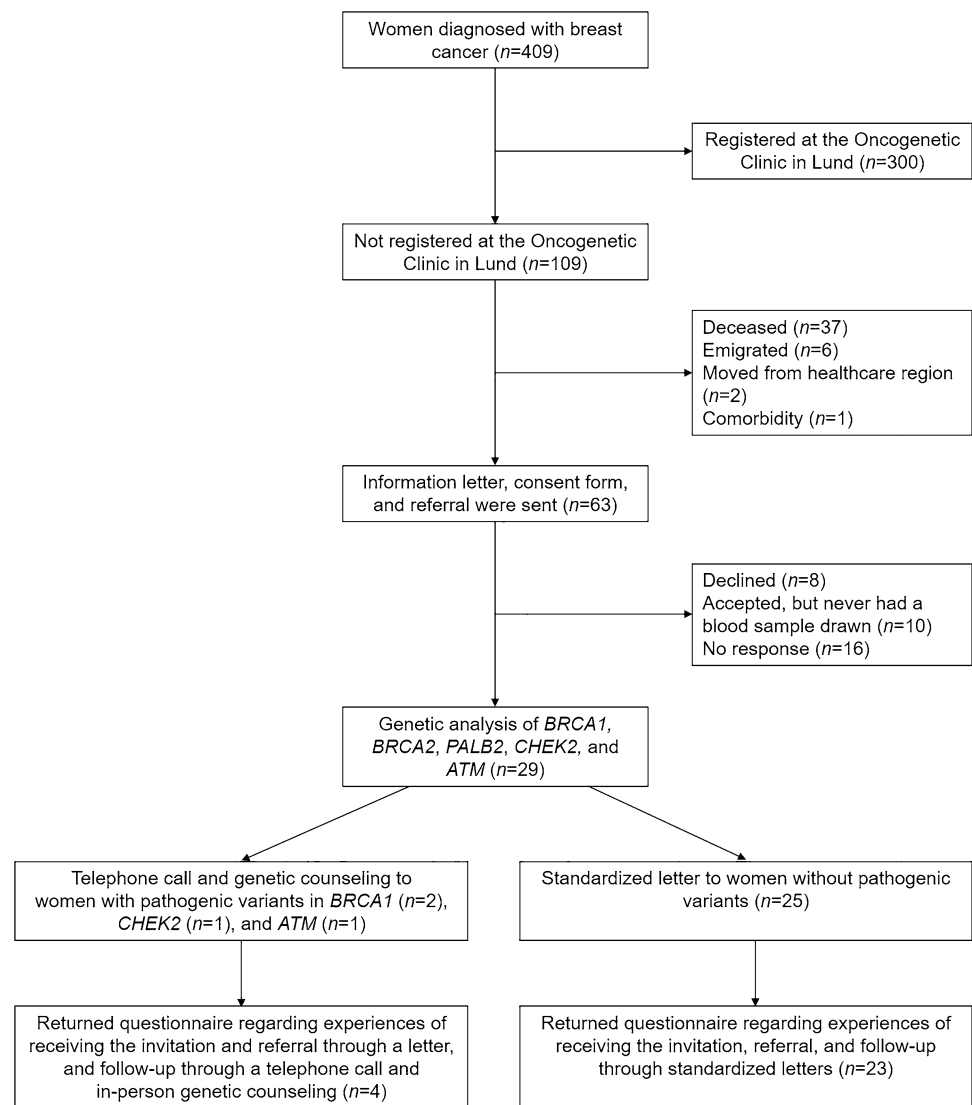 Women diagnosed with breast
cancer (n=409)
Registered at the Oncogenetic
Clinic in Lund (n=300)
Not registered at the Oncogenetic
Clinic in Lund (n=109)
Deceased (n=37)
Emigrated (n=6)
Moved from healthcare region
(n=2)
Comorbidity (n=1)
Information letter, consent form,
and referral were sent (n=63)
Declined (n=8)
Accepted, but never had a
blood sample drawn (n=10)
No response (n=16)
Genetic analysis of BRCA1,
BRCA2, PALB2, CHEK2, and
ATM (n=29)
Telephone call and genetic counseling to
women with pathogenic variants in BRCA1 (n=2),
CHEK2 (n=1), and ATM (n=1)
Standardized letter to women without pathogenic
variants (n=25)
Returned questionnaire regarding experiences of
receiving the invitation and referral through a letter,
and follow-up through a telephone call and
in-person genetic counseling (n=4)
Returned questionnaire regarding experiences of
receiving the invitation, referral, and follow-up
through standardized letters (n=23)